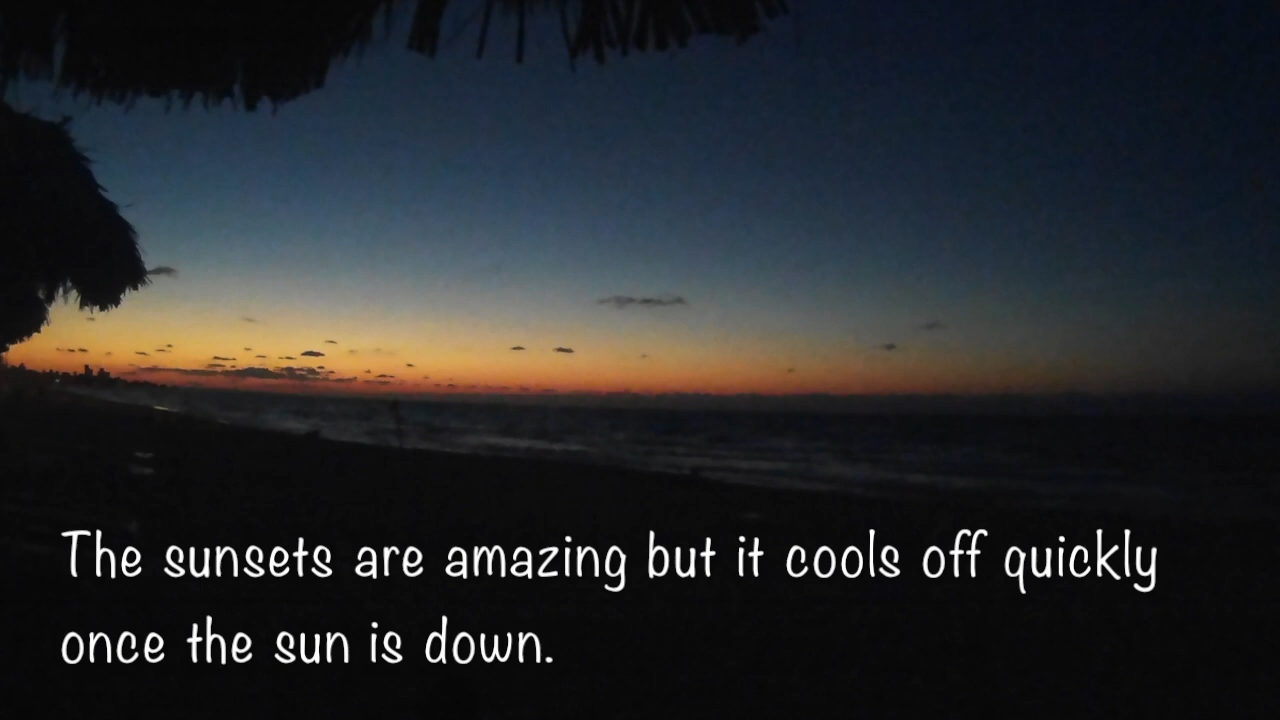 The sunsets are amazing but it cools off quickly
once the sun is down.